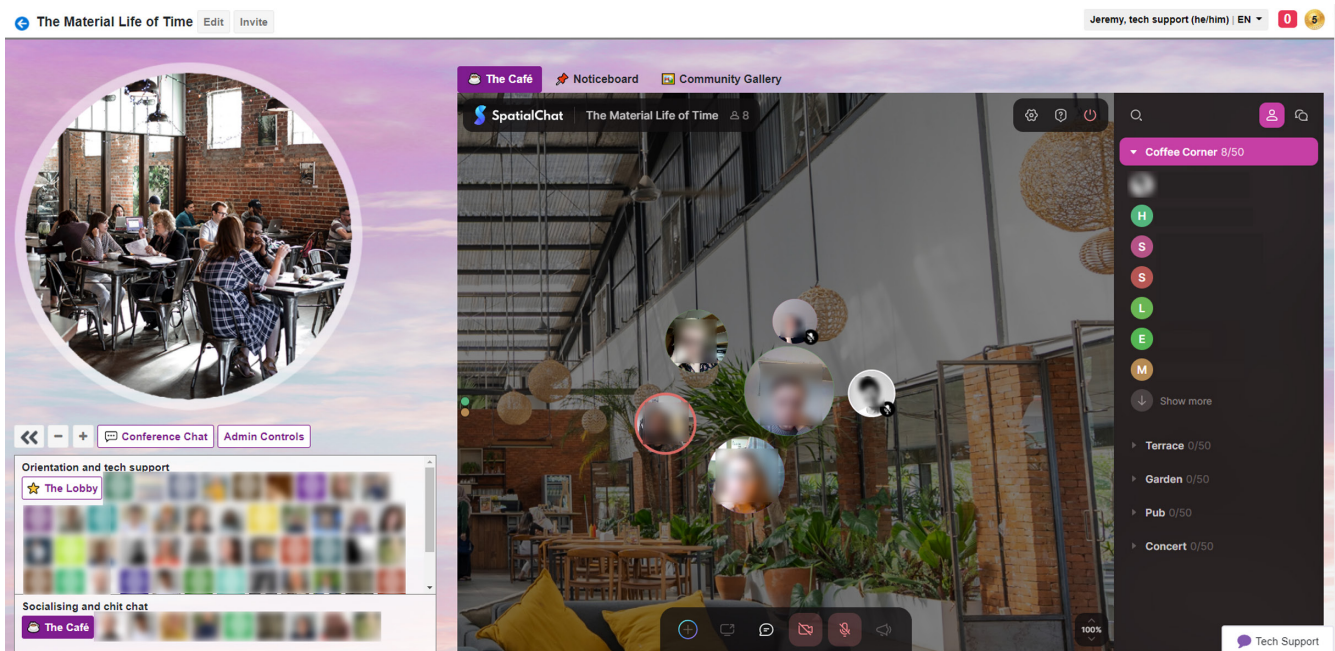 The Material Life of Time Edit Invite
Jeremy, tech support (he/him) | EN
0
5
The Café
Noticeboard
Community Gallery
SpatialChat
The Material Life of Time
8
Coffee Corner 8/50
H
S
S
L
E
M
Show more
Terrace 0/50
Garden 0/50
Pub 0/50
Concert 0/50
Conference Chat
Admin Controls
Orientation and tech support
The Lobby
Socialising and chit chat
The Café
100%
Tech Support